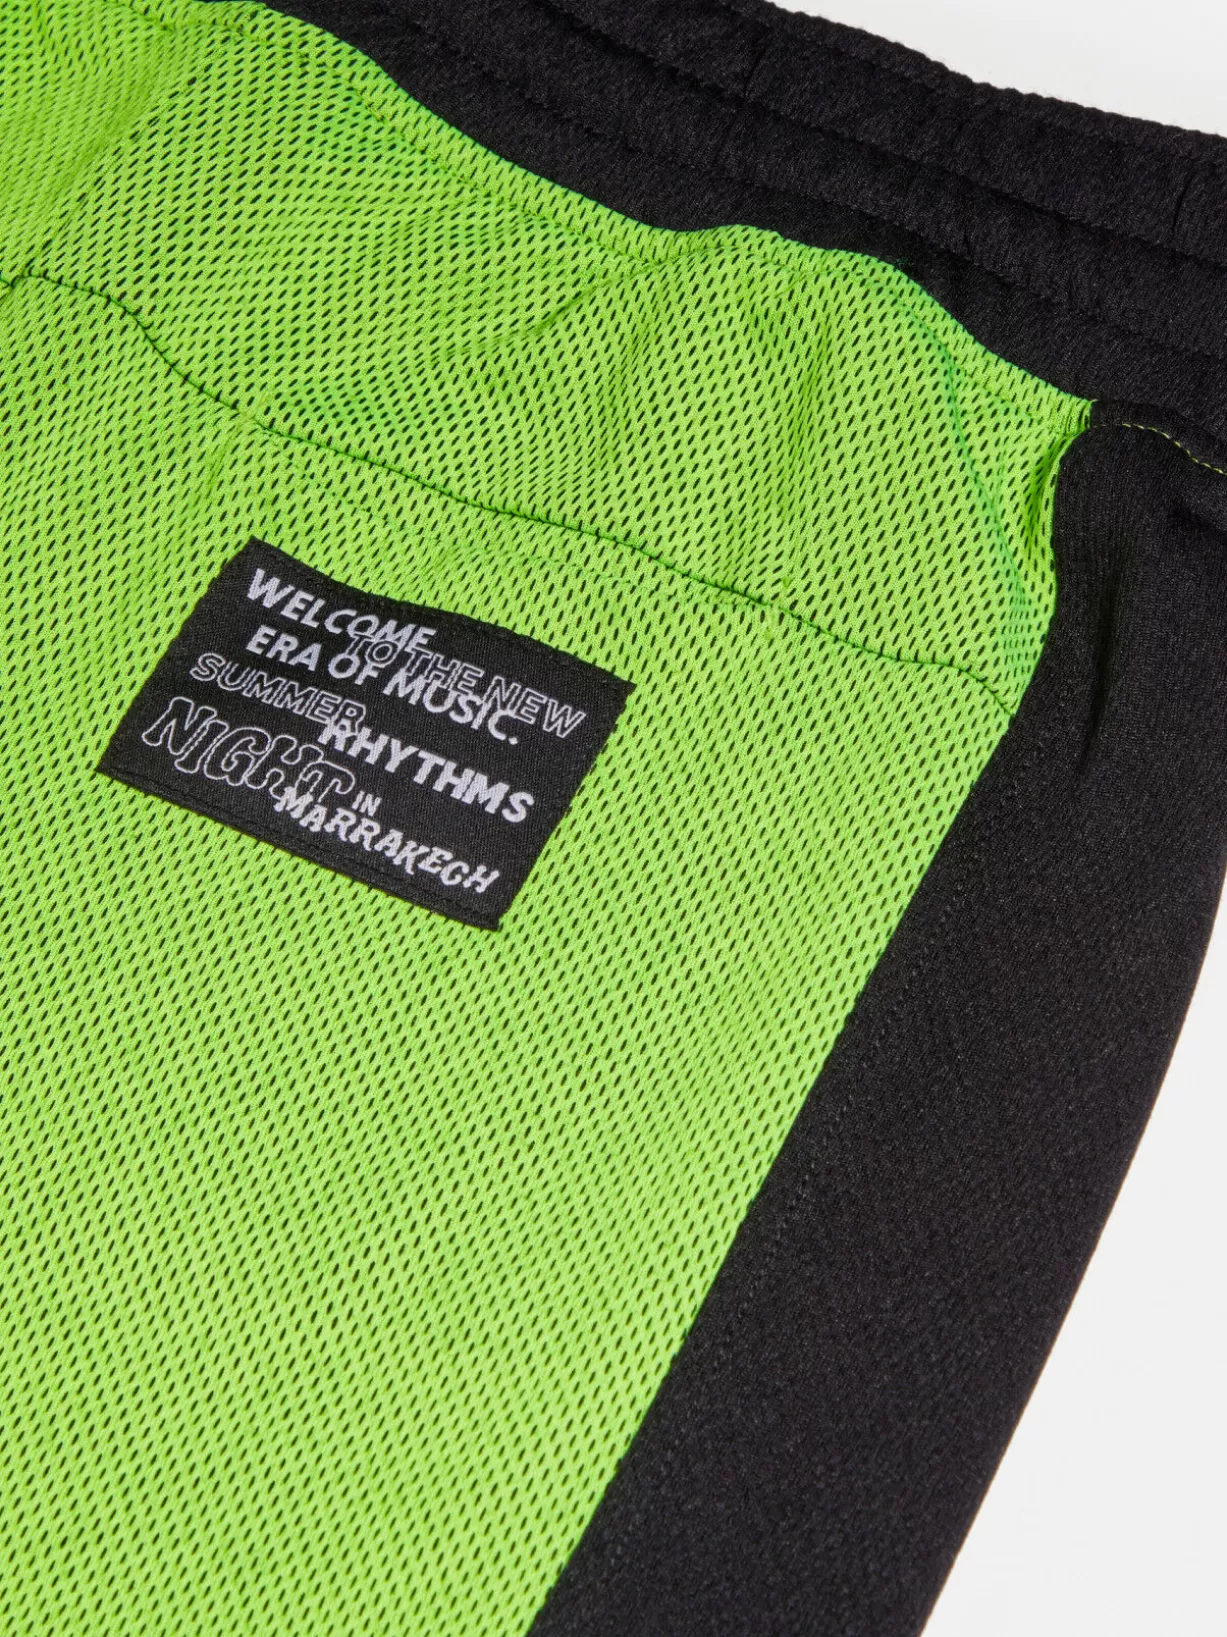 WELCOME
TO THE NEW
ERA OF MUSIC.
SUMMER
RHYTHMS
NIGHT IN
MARRAKECH